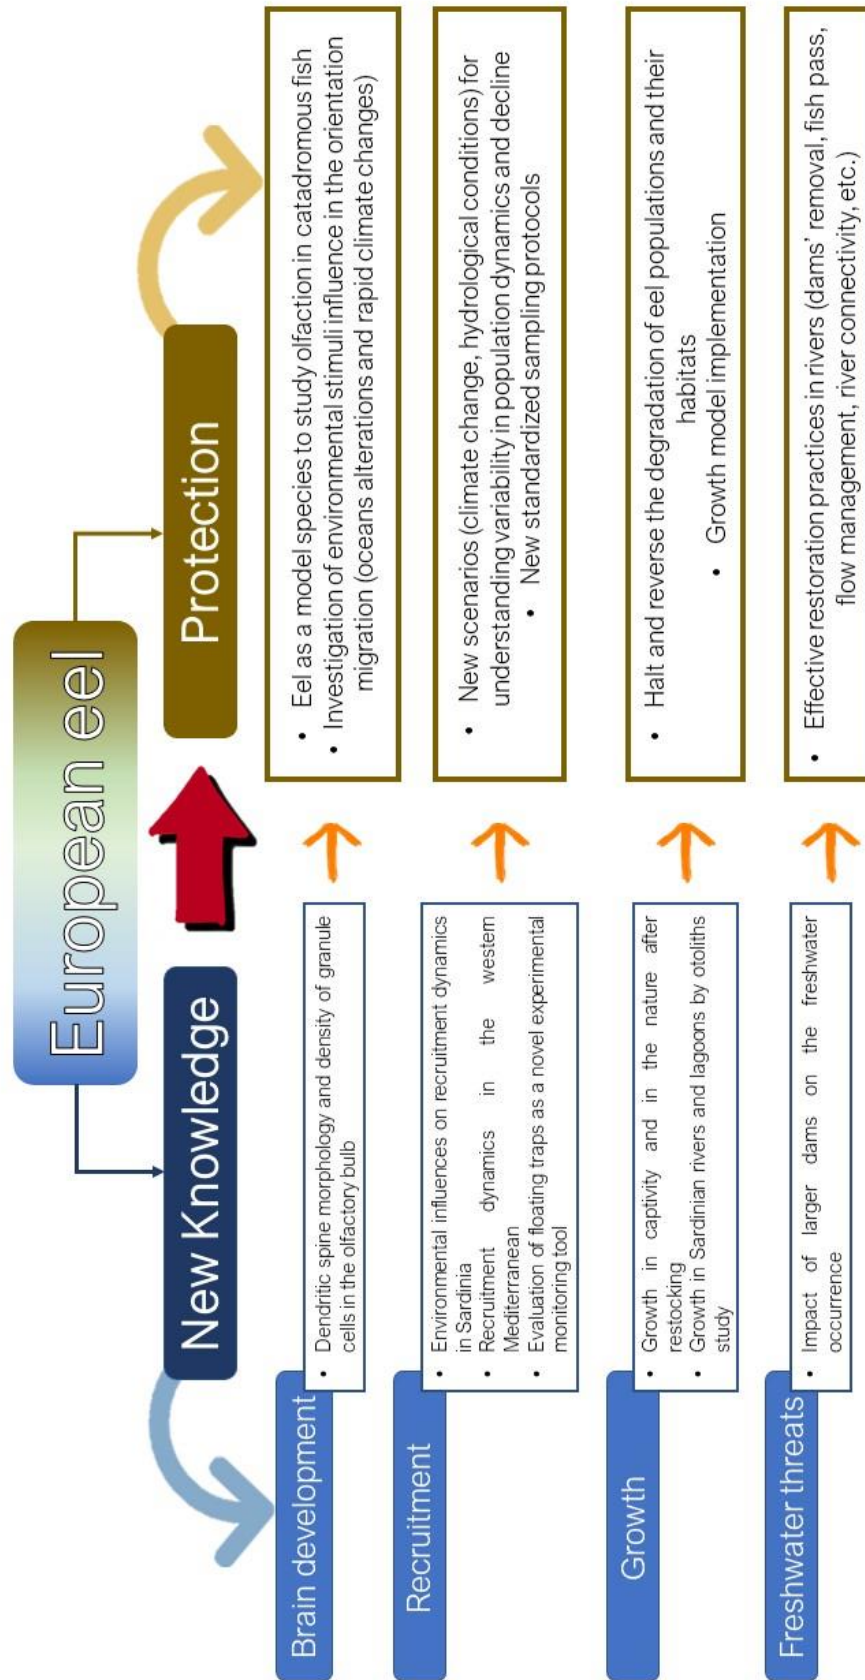 European eel
New Knowledge
Protection
Brain development
• Dendritic spine morphology and density of granule
cells in the olfactory bulb
• Eel as a model species to study olfaction in catadromous fish
• Investigation of environmental stimuli influence in the orientation
migration (oceans alterations and rapid climate changes)
Recruitment
• Environmental influences on recruitment dynamics
in Sardinia
• Recruitment dynamics in the western
Mediterranean
• Evaluation of floating traps as a novel experimental
monitoring tool
• New scenarios (climate change, hydrological conditions) for
understanding variability in population dynamics and decline
• New standardized sampling protocols
Growth
• Growth in captivity and in the nature after
restocking
• Growth in Sardinian rivers and lagoons by otoliths
study
• Halt and reverse the degradation of eel populations and their
habitats
• Growth model implementation
Freshwater threats
• Impact of larger dams on the freshwater
occurrence
• Effective restoration practices in rivers (dams’ removal, fish pass,
flow management, river connectivity, etc.)